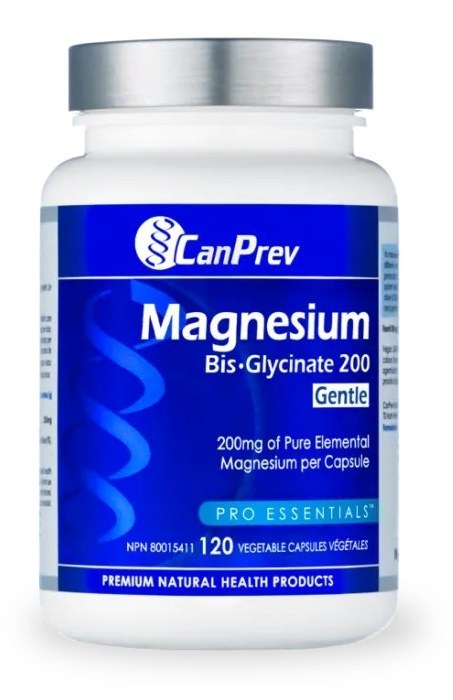 CanPrev
Magnesium
Bis•Glycinate 200
Gentle
200mg of Pure Elemental
Magnesium per Capsule
PRO ESSENTIALS™
NPN 80015411 120 VEGETABLE CAPSULES VÉGÉTALES
PREMIUM NATURAL HEALTH PRODUCTS